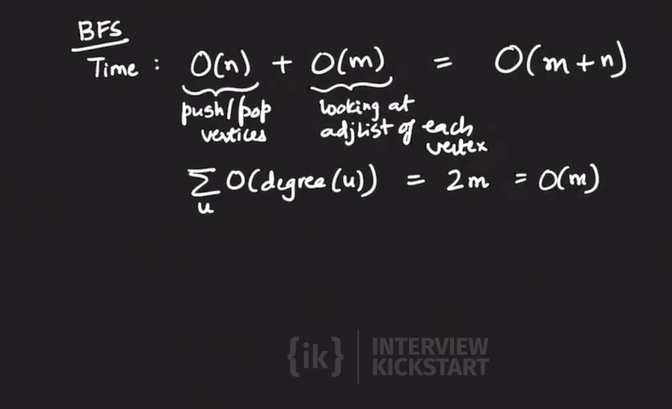 BFS
Time : O(n) + O(m) = O(m+n)
push/pop vertices
looking at adjlist of each vertex
∑ O(degree(u)) = 2m = O(m)
u
{ik} INTERVIEW KICKSTART